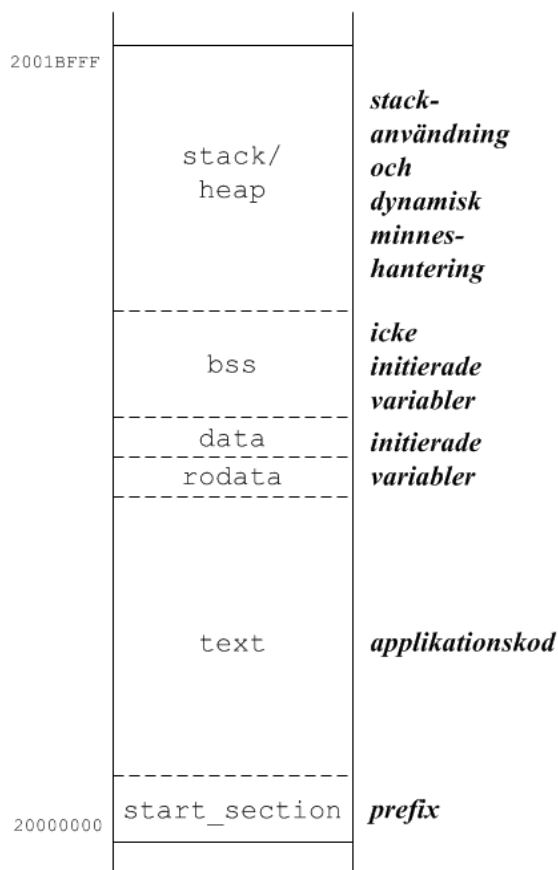 2001BFFF
stack/
heap
stack-
användning
och
dynamisk
minnes-
hantering
bss
icke
initierade
variabler
data
rodata
initierade
variabler
text
applikationskod
20000000
start_section
prefix